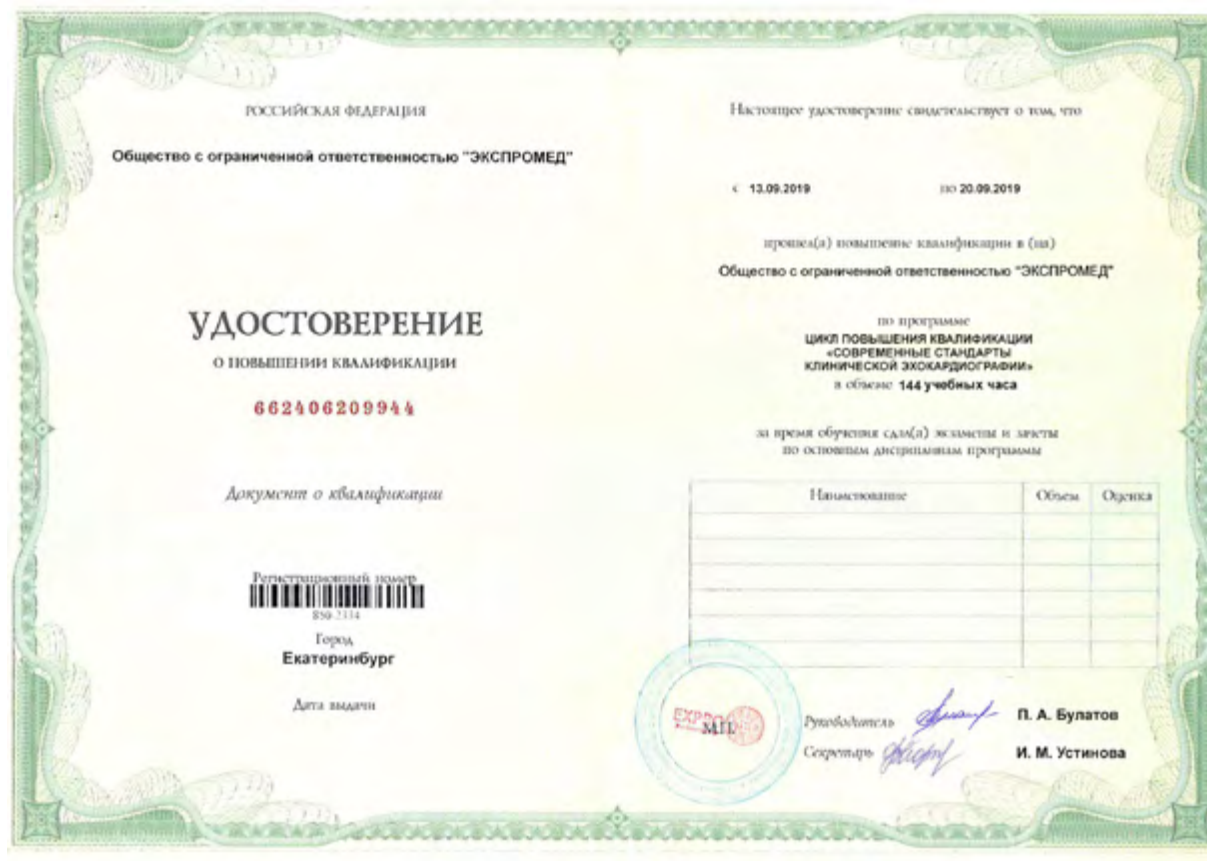 РОССИЙСКАЯ ФЕДЕРАЦИЯ
Общество с ограниченной ответственностью "ЭКСПРОМЕД"
УДОСТОВЕРЕНИЕ
О ПОВЫШЕНИИ КВАЛИФИКАЦИИ
662406209944
Документ о квалификации
Регистрационный номер
850-2334
Город
Екатеринбург
Дата выдачи
Настоящее удостоверение свидетельствует о том, что
с 13.09.2019 по 20.09.2019
прошел(а) повышение квалификации в (на)
Общество с ограниченной ответственностью "ЭКСПРОМЕД"
по программе
ЦИКЛ ПОВЫШЕНИЯ КВАЛИФИКАЦИИ
«СОВРЕМЕННЫЕ СТАНДАРТЫ
КЛИНИЧЕСКОЙ ЭХОКАРДИОГРАФИИ»
в объеме 144 учебных часа
за время обучения сдал(а) экзамены и зачеты
по основным дисциплинам программы
Наименование Объем Оценка
М.П.
Руководитель П. А. Булатов
Секретарь И. М. Устинова